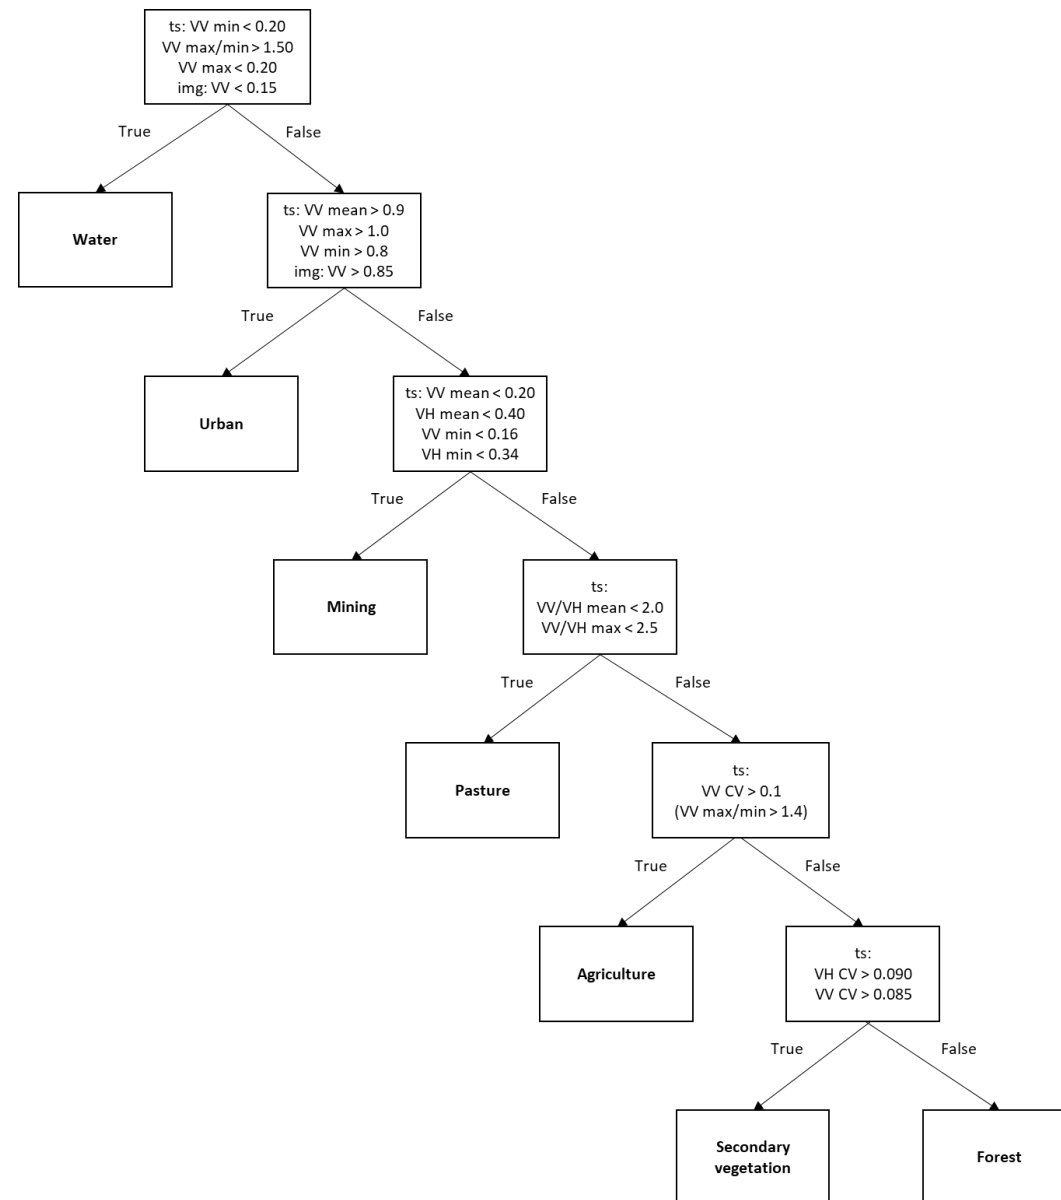 ts: VV min < 0.20
VV max/min > 1.50
VV max < 0.20
img: VV < 0.15
True
False
Water
ts: VV mean > 0.9
VV max > 1.0
VV min > 0.8
img: VV > 0.85
True
False
Urban
ts: VV mean < 0.20
VH mean < 0.40
VV min < 0.16
VH min < 0.34
True
False
Mining
ts:
VV/VH mean < 2.0
VV/VH max < 2.5
True
False
Pasture
ts:
VV CV > 0.1
(VV max/min > 1.4)
True
False
Agriculture
ts:
VH CV > 0.090
VV CV > 0.085
True
False
Secondary
vegetation
Forest